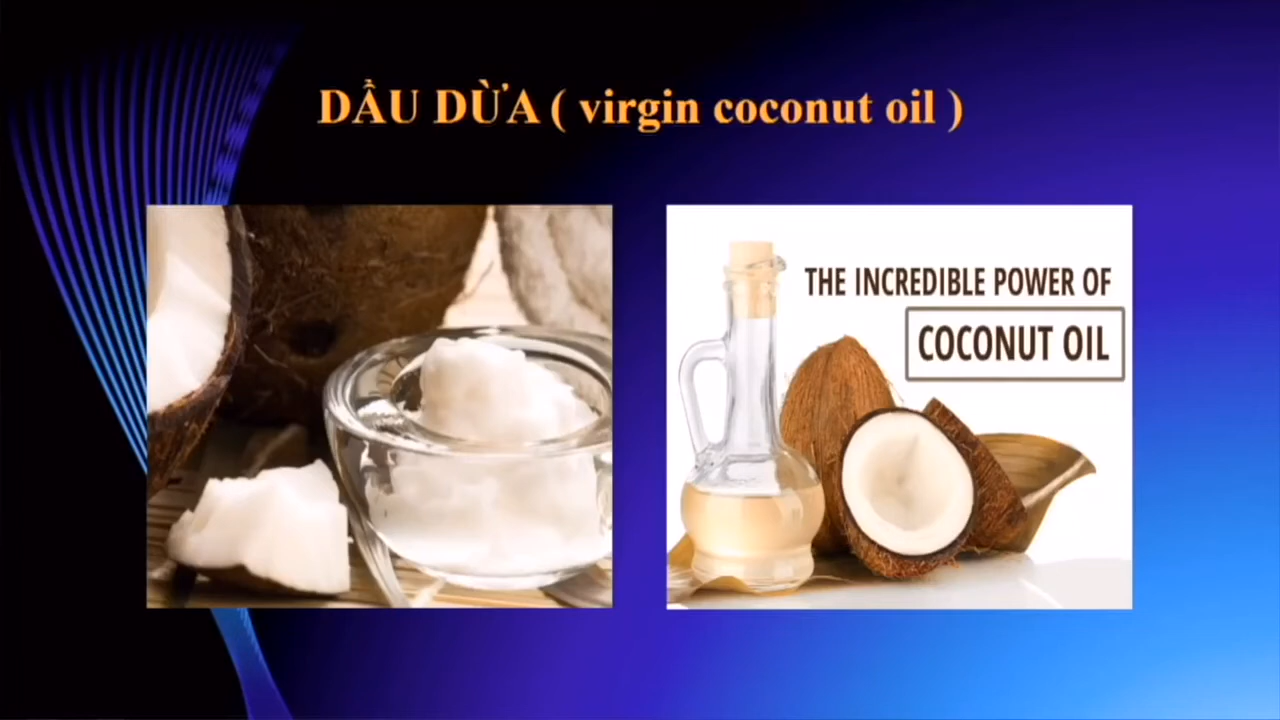 DẦU DỪA ( virgin coconut oil )
THE INCREDIBLE POWER OF
COCONUT OIL